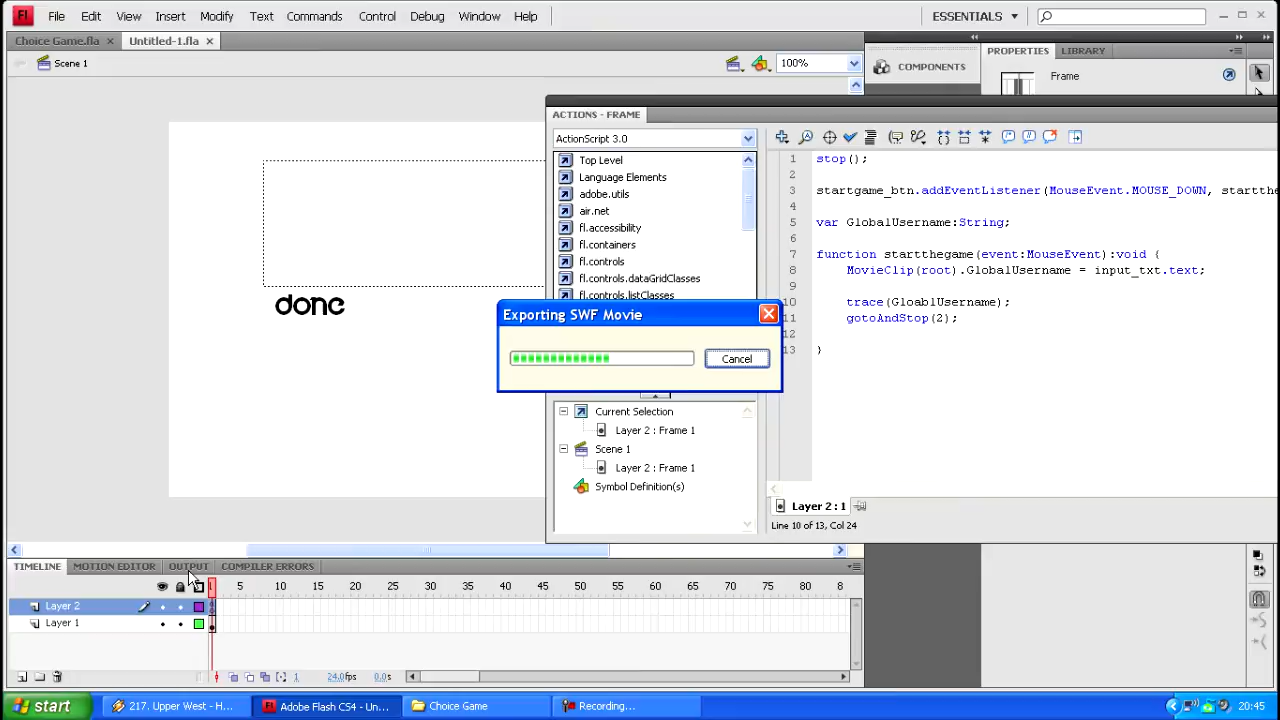 Fl File Edit View Insert Modify Text Commands Control Debug Window Help ESSENTIALS
Choice Game.fla Untitled-1.fla
PROPERTIES LIBRARY
Scene 1 100%
COMPONENTS
Frame
ACTIONS - FRAME
ActionScript 3.0
Top Level
Language Elements
adobe.utils
air.net
fl.accessibility
fl.containers
fl.controls
fl.controls.dataGridClasses
fl.controls.listClasses
1 stop();
2
3 startgame_btn.addEventListener(MouseEvent.MOUSE_DOWN, startthe
4
5 var GlobalUsername:String;
6
7 function startthegame(event:MouseEvent):void {
8 MovieClip(root).GlobalUsername = input_txt.text;
9
10 trace(GloablUsername);
11 gotoAndStop(2);
12
13 }
done
Exporting SWF Movie
Cancel
Current Selection
Layer 2 : Frame 1
Scene 1
Layer 2 : Frame 1
Symbol Definition(s)
Layer 2 : 1
Line 10 of 13, Col 24
TIMELINE MOTION EDITOR OUTPUT COMPILER ERRORS
1 5 10 15 20 25 30 35 40 45 50 55 60 65 70 75 80 8
Layer 2
Layer 1
1 24.0fps 0.0s
start 217. Upper West - H... Adobe Flash CS4 - Un... Choice Game Recording... 20:45